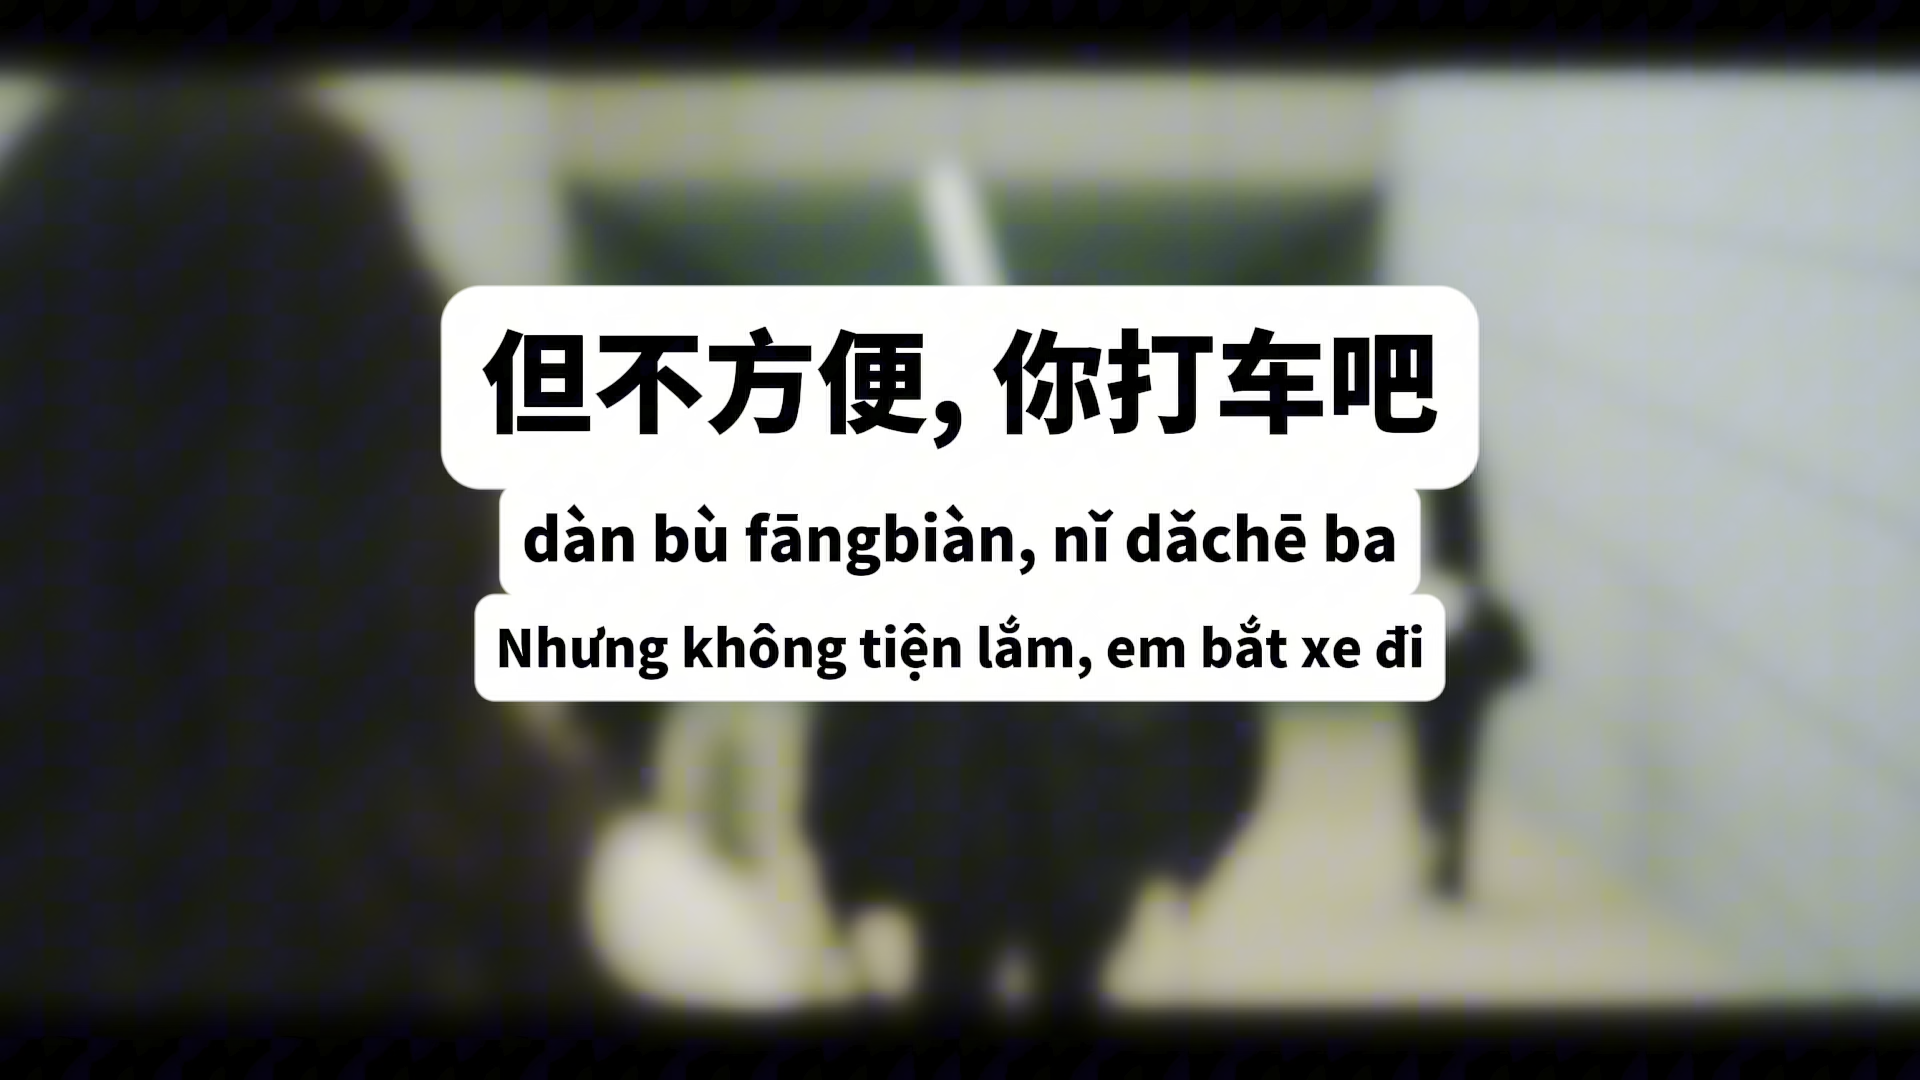 但不方便, 你打车吧
dàn bù fāngbiàn, nǐ dǎchē ba
Nhưng không tiện lắm, em bắt xe đi